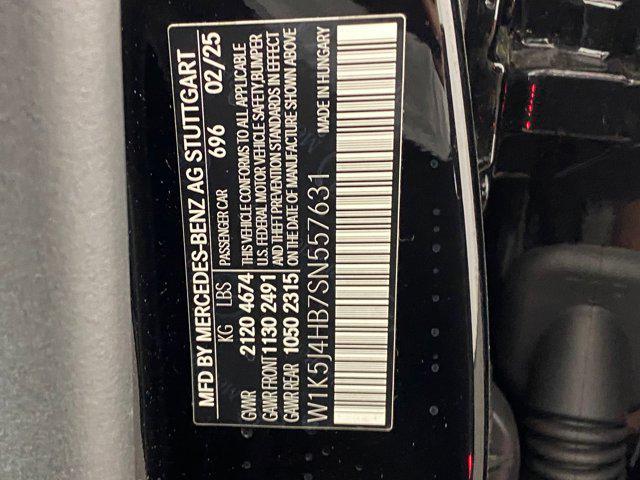 MFD BY MERCEDES-BENZ AG STUTTGART
KG LBS PASSENGER CAR 696 02/25
GVWR 2120 4674 THIS VEHICLE CONFORMS TO ALL APPLICABLE
GAWR FRONT 1130 2491 U.S. FEDERAL MOTOR VEHICLE SAFETY,BUMPER
GAWR REAR 1050 2315 AND THEFT PREVENTION STANDARDS IN EFFECT
ON THE DATE OF MANUFACTURE SHOWN ABOVE
W1K5J4HB7SN557631 MADE IN HUNGARY